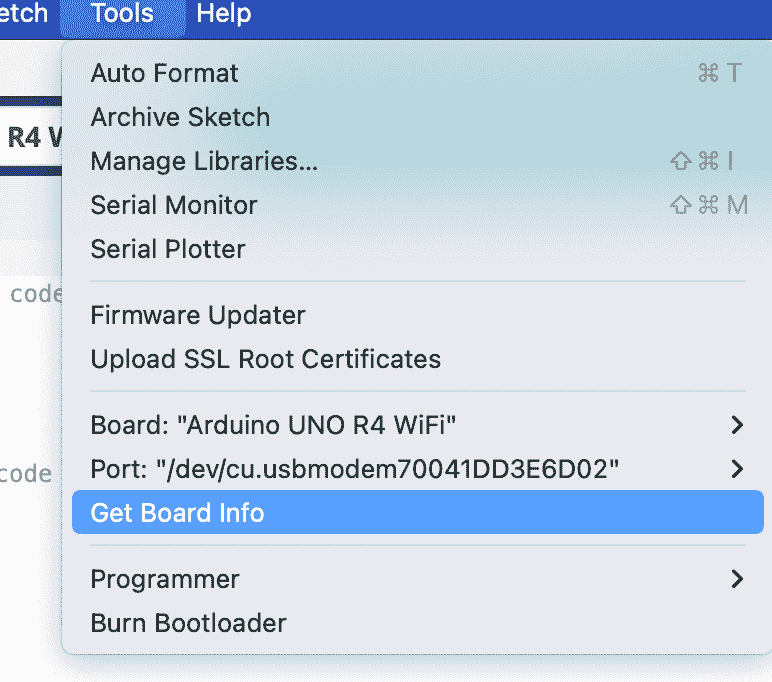 etch Tools Help
Auto Format ⌘ T
Archive Sketch
R4 W
Manage Libraries... ⇧ ⌘ I
Serial Monitor ⇧ ⌘ M
Serial Plotter
code
Firmware Updater
Upload SSL Root Certificates
Board: "Arduino UNO R4 WiFi"
Port: "/dev/cu.usbmodem70041DD3E6D02"
code
Get Board Info
Programmer
Burn Bootloader